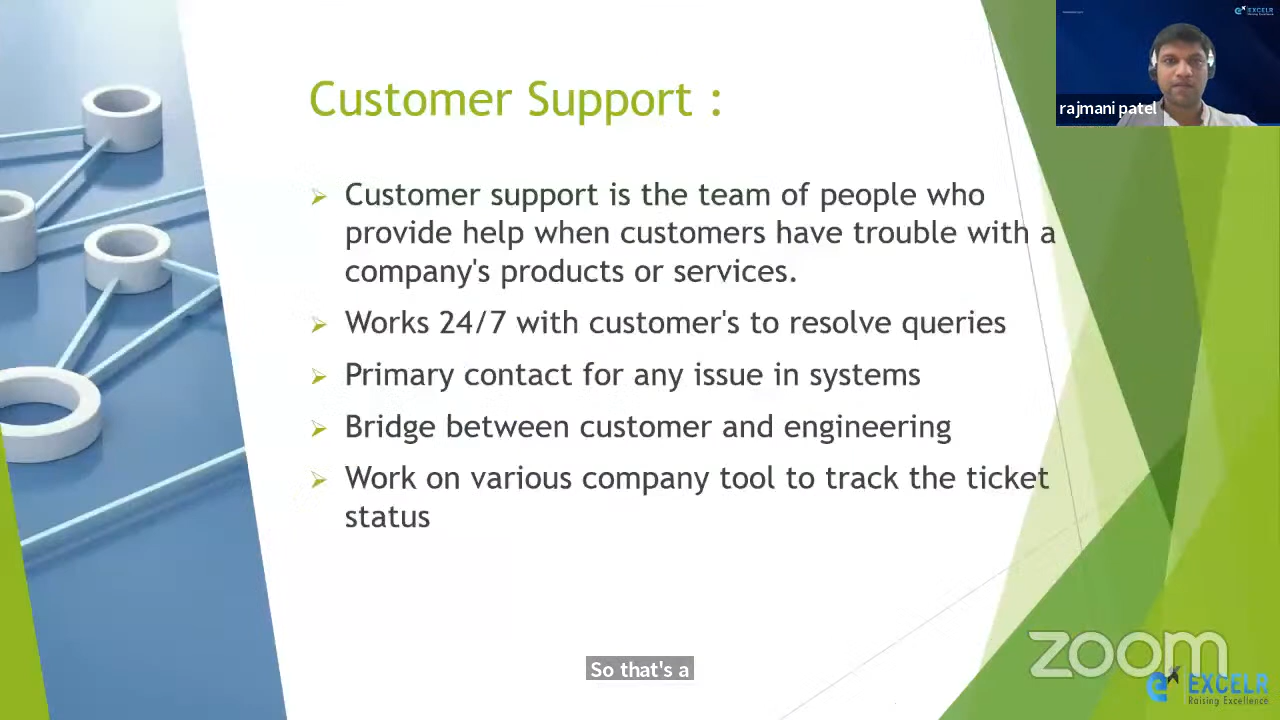 EXCELR
rajmani patel
Customer Support :
Customer support is the team of people who
provide help when customers have trouble with a
company's products or services.
Works 24/7 with customer's to resolve queries
Primary contact for any issue in systems
Bridge between customer and engineering
Work on various company tool to track the ticket
status
So that's a
zoom
EXCELR
Raising Excellence